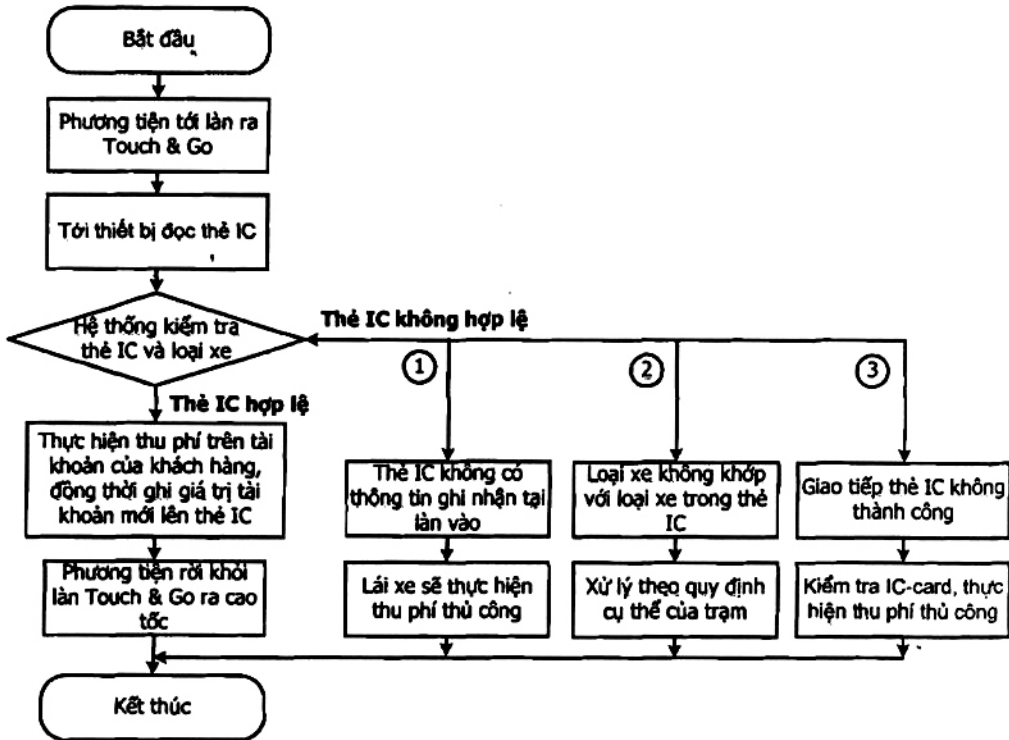 Bắt đầu
Phương tiện tới làn ra
Touch & Go
Tới thiết bị đọc thẻ IC
Hệ thống kiểm tra
thẻ IC và loại xe
Thẻ IC không hợp lệ
1
2
3
Thẻ IC hợp lệ
Thực hiện thu phí trên tài
khoản của khách hàng,
đồng thời ghi giá trị tài
khoản mới lên thẻ IC
Thẻ IC không có
thông tin ghi nhận tại
làn vào
Loại xe không khớp
với loại xe trong thẻ
IC
Giao tiếp thẻ IC không
thành công
Phương tiện rời khỏi
làn Touch & Go ra cao
tốc
Lái xe sẽ thực hiện
thu phí thủ công
Xử lý theo quy định
cụ thể của trạm
Kiểm tra IC-card, thực
hiện thu phí thủ công
Kết thúc